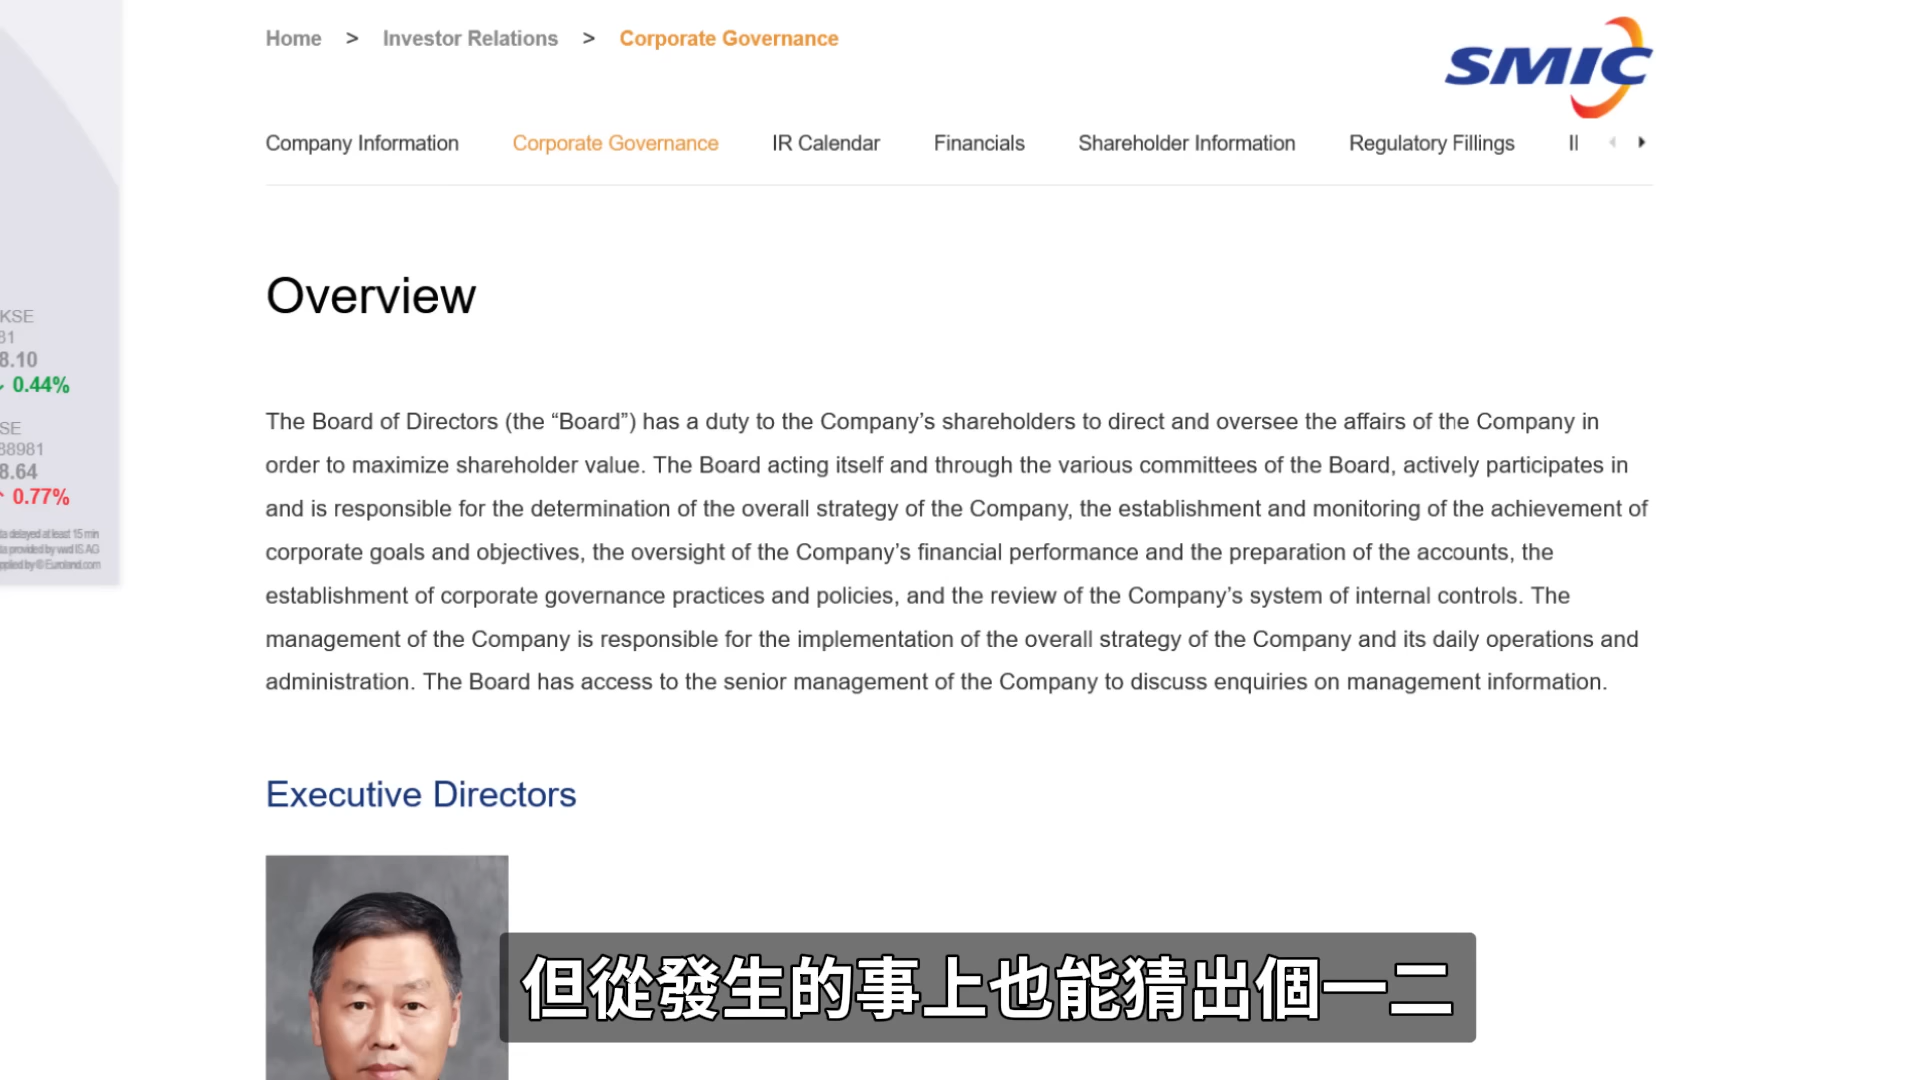 Home > Investor Relations > Corporate Governance
SMIC
Company Information Corporate Governance IR Calendar Financials Shareholder Information Regulatory Fillings
Overview
KSE
8.10
0.44%
SE
88981
8.64
0.77%
The Board of Directors (the “Board”) has a duty to the Company’s shareholders to direct and oversee the affairs of the Company in
order to maximize shareholder value. The Board acting itself and through the various committees of the Board, actively participates in
and is responsible for the determination of the overall strategy of the Company, the establishment and monitoring of the achievement of
corporate goals and objectives, the oversight of the Company’s financial performance and the preparation of the accounts, the
establishment of corporate governance practices and policies, and the review of the Company’s system of internal controls. The
management of the Company is responsible for the implementation of the overall strategy of the Company and its daily operations and
administration. The Board has access to the senior management of the Company to discuss enquiries on management information.
Executive Directors
但從發生的事上也能猜出個一二